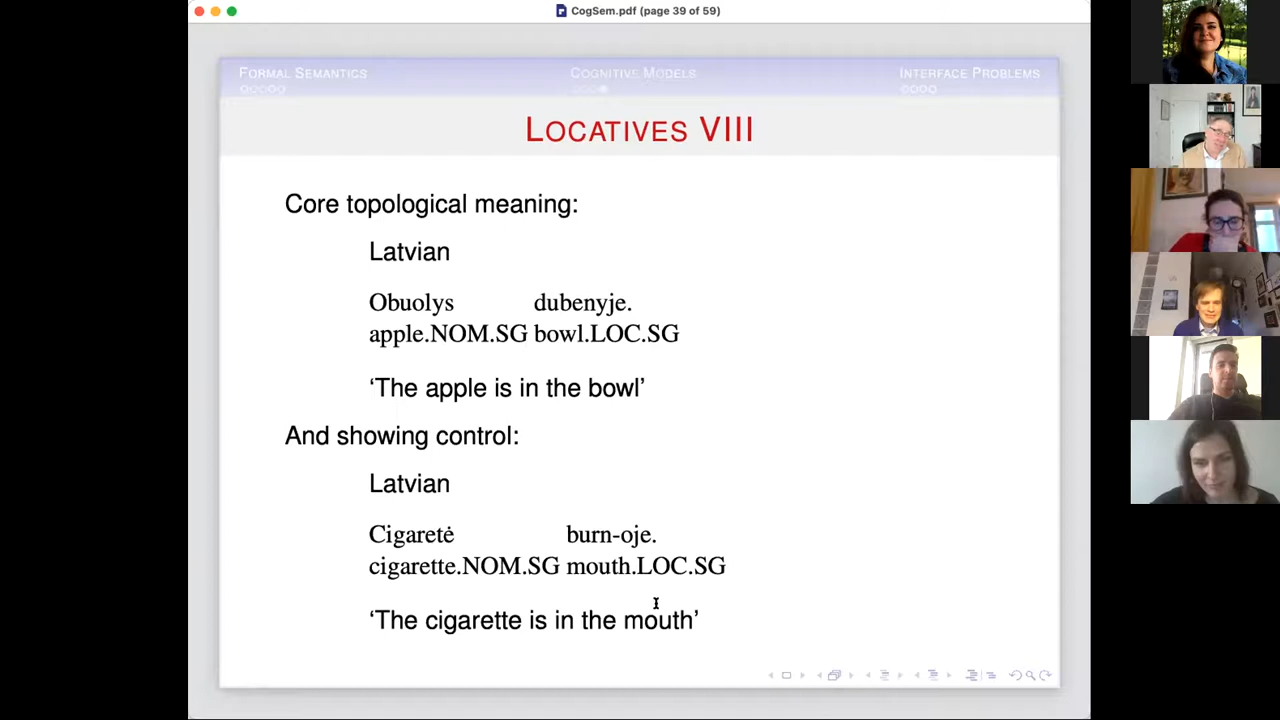 CogSem.pdf (page 39 of 59)
FORMAL SEMANTICS
COGNITIVE MODELS
INTERFACE PROBLEMS
LOCATIVES VIII
Core topological meaning:
Latvian
Obuolys dubenyje.
apple.NOM.SG bowl.LOC.SG
‘The apple is in the bowl’
And showing control:
Latvian
Cigaretė burn-oje.
cigarette.NOM.SG mouth.LOC.SG
‘The cigarette is in the mouth’